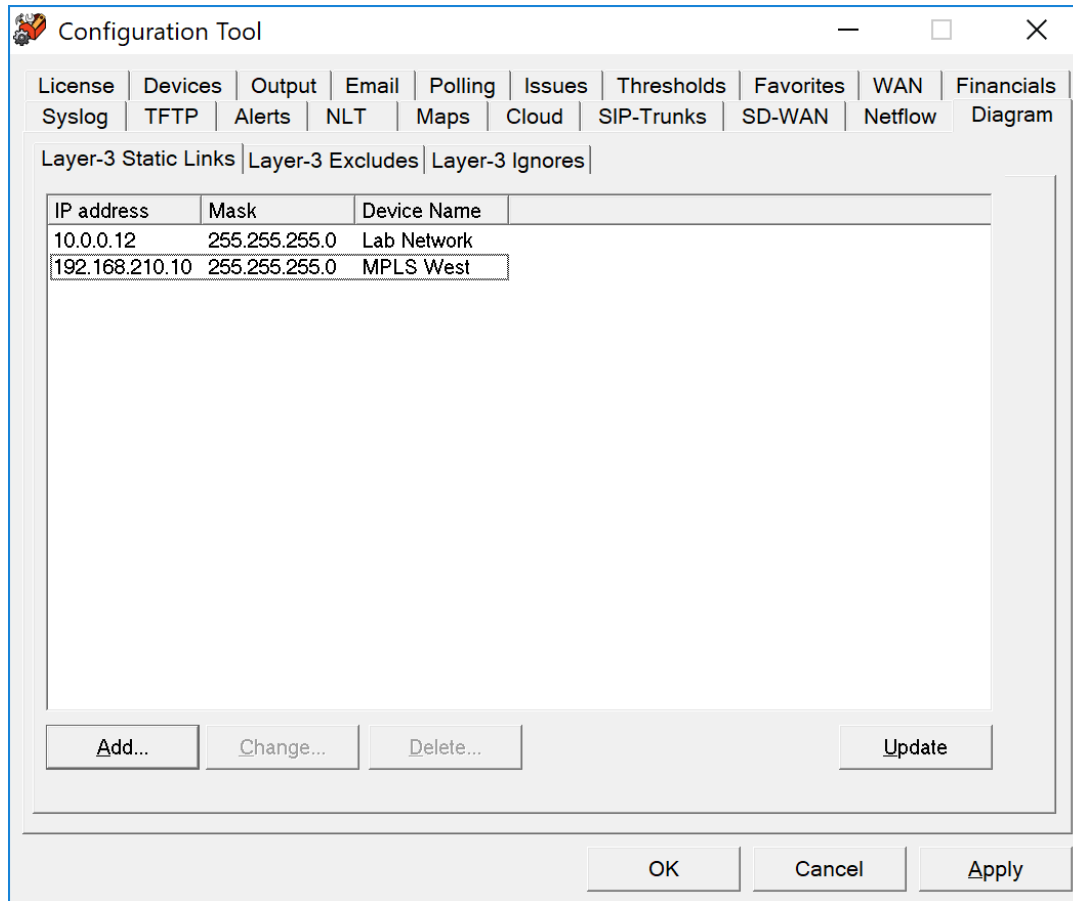 Configuration Tool
License Devices Output Email Polling Issues Thresholds Favorites WAN Financials
Syslog TFTP Alerts NLT Maps Cloud SIP-Trunks SD-WAN Netflow Diagram
Layer-3 Static Links Layer-3 Excludes Layer-3 Ignores
IP address Mask Device Name
10.0.0.12 255.255.255.0 Lab Network
192.168.210.10 255.255.255.0 MPLS West
Add... Change... Delete... Update
OK Cancel Apply